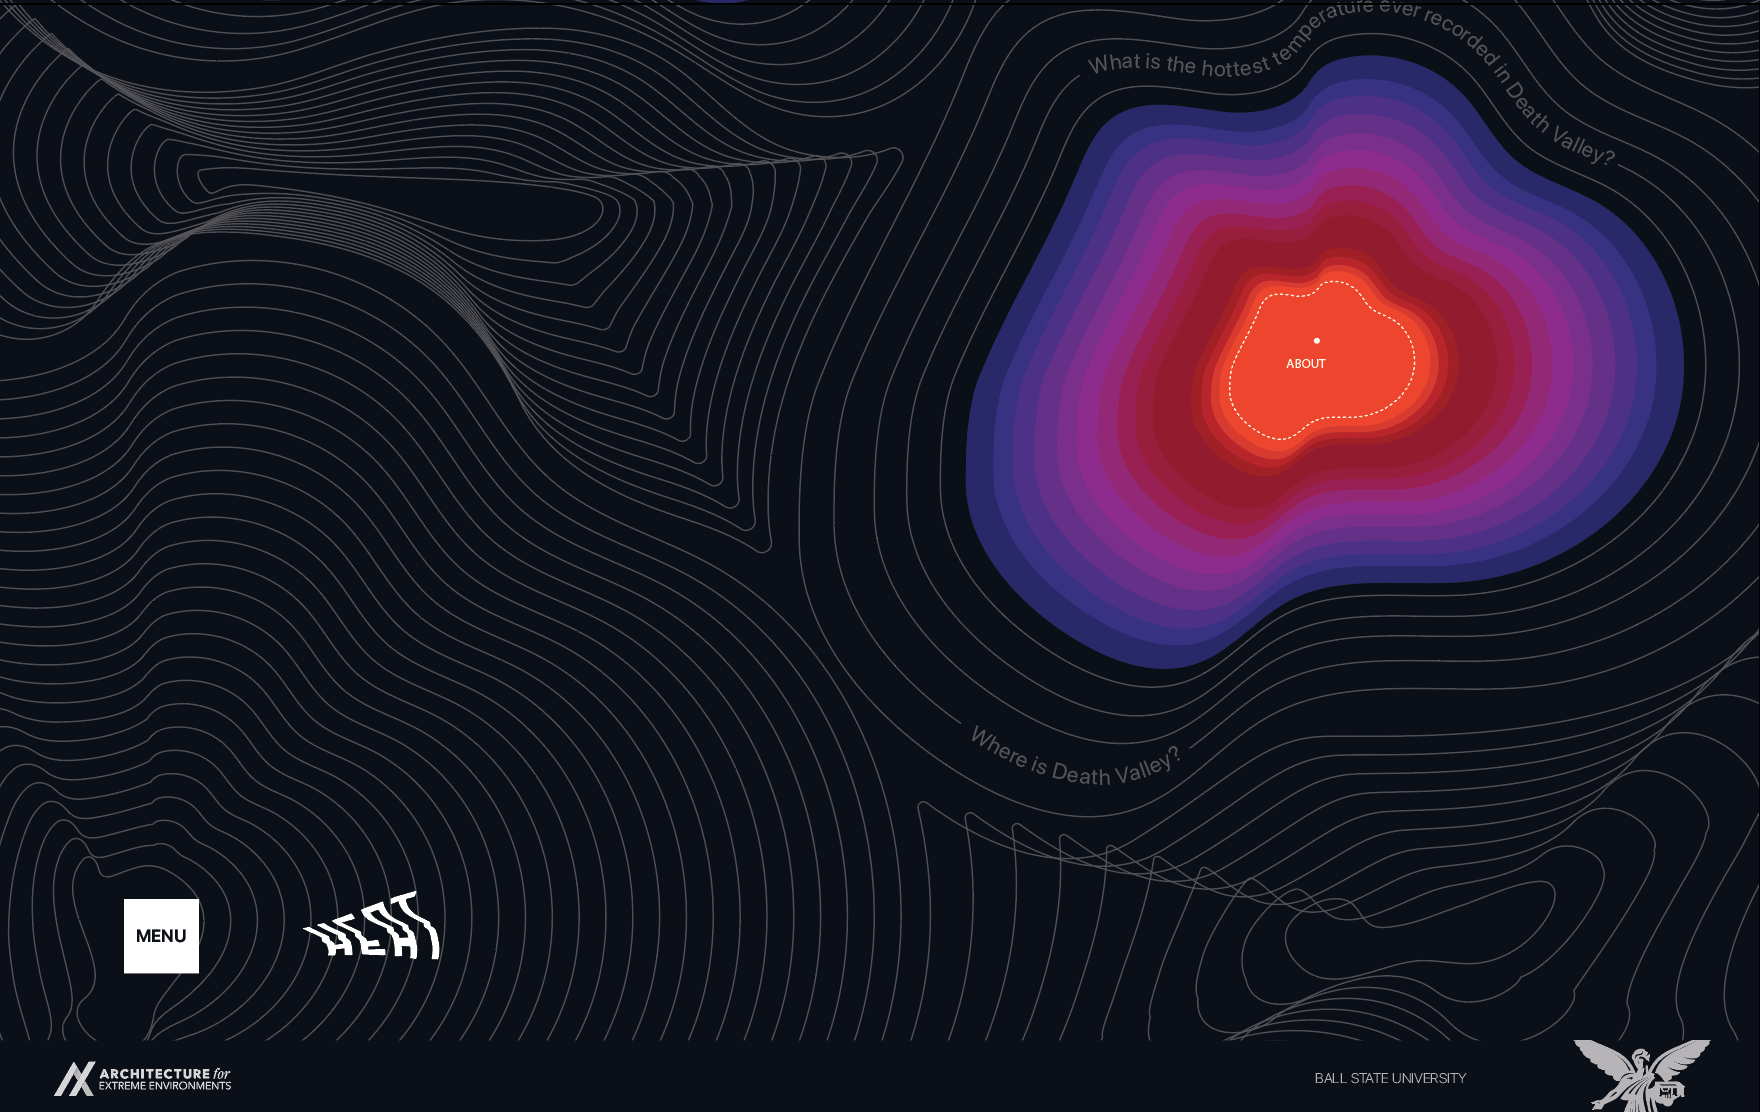 What is the hottest temperature ever recorded in Death Valley?
ABOUT
Where is Death Valley?
MENU
HEAT
ARCHITECTURE for
EXTREME ENVIRONMENTS
BALL STATE UNIVERSITY